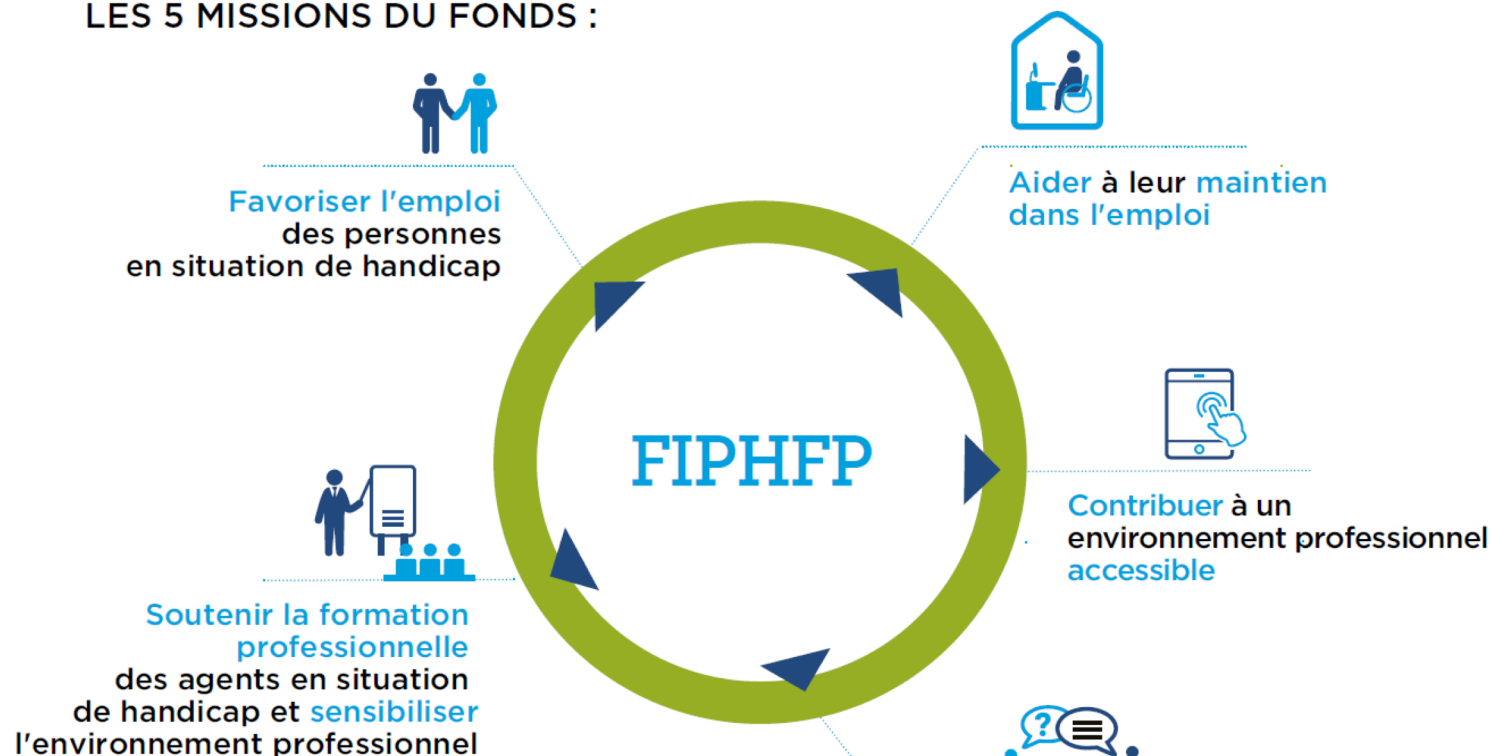 LES 5 MISSIONS DU FONDS :
Favoriser l'emploi
des personnes
en situation de handicap
Aider à leur maintien
dans l'emploi
FIPHFP
Contribuer à un
environnement professionnel
accessible
Soutenir la formation
professionnelle
des agents en situation
de handicap et sensibiliser
l'environnement professionnel
?